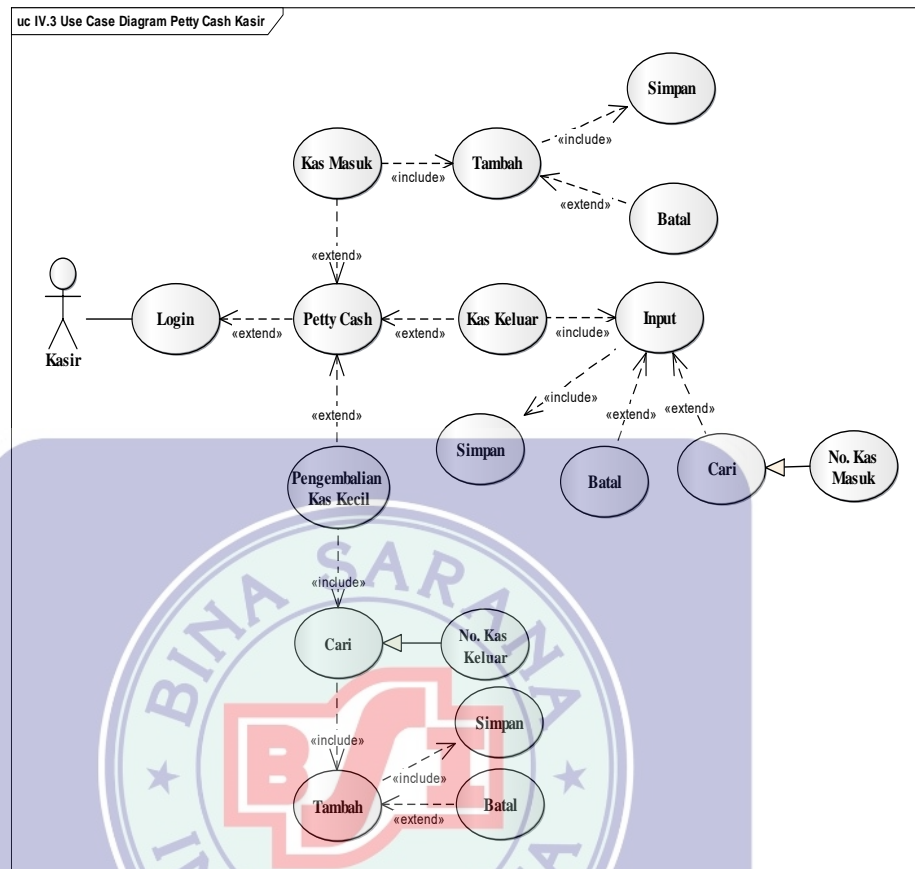 uc IV.3 Use Case Diagram Petty Cash Kasir
Simpan
«include»
Kas Masuk
«include»
Tambah
«extend»
Batal
«extend»
Kasir
Login
«extend»
Petty Cash
«extend»
Kas Keluar
«include»
Input
«extend»
«include»
«extend»
«extend»
Simpan
Batal
Cari
No. Kas
Masuk
Pengembalian
Kas Kecil
«include»
Cari
No. Kas
Keluar
«include»
Simpan
«include»
Tambah
«extend»
Batal
BINA SARANA
BSI